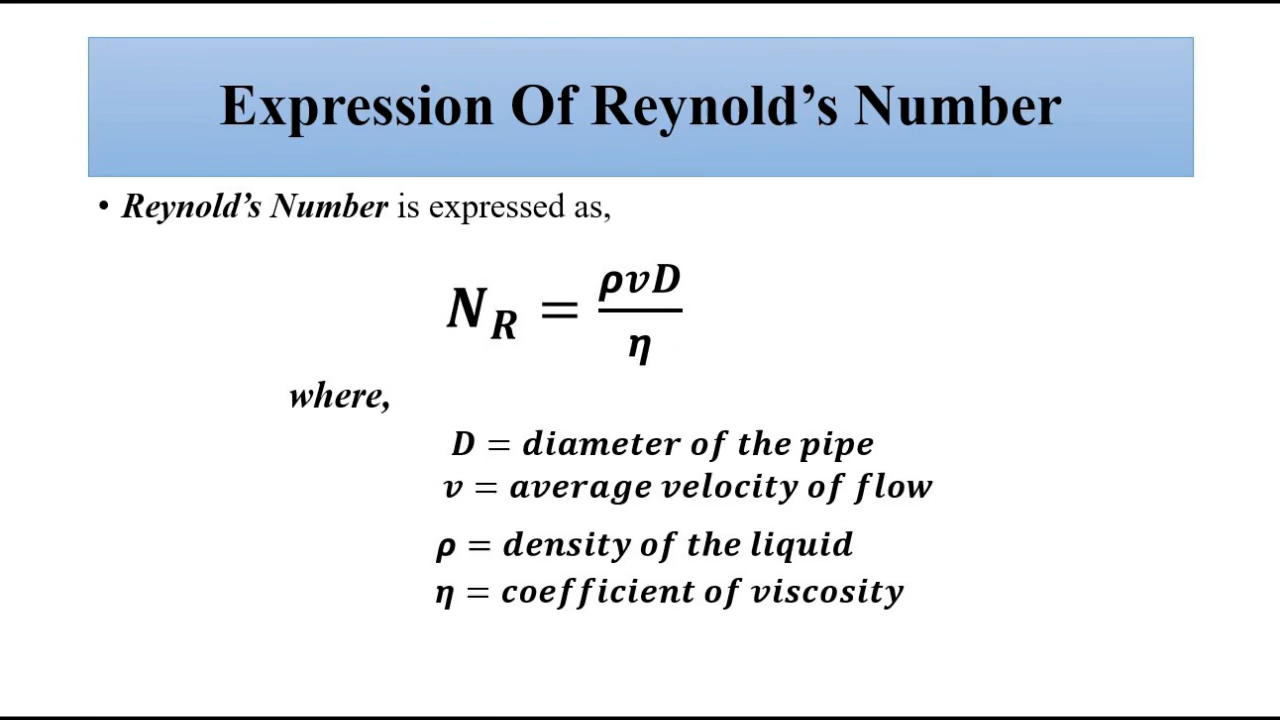 Expression Of Reynold’s Number
• Reynold’s Number is expressed as,
N_R = ρvD/η
where,
D = diameter of the pipe
v = average velocity of flow
ρ = density of the liquid
η = coefficient of viscosity